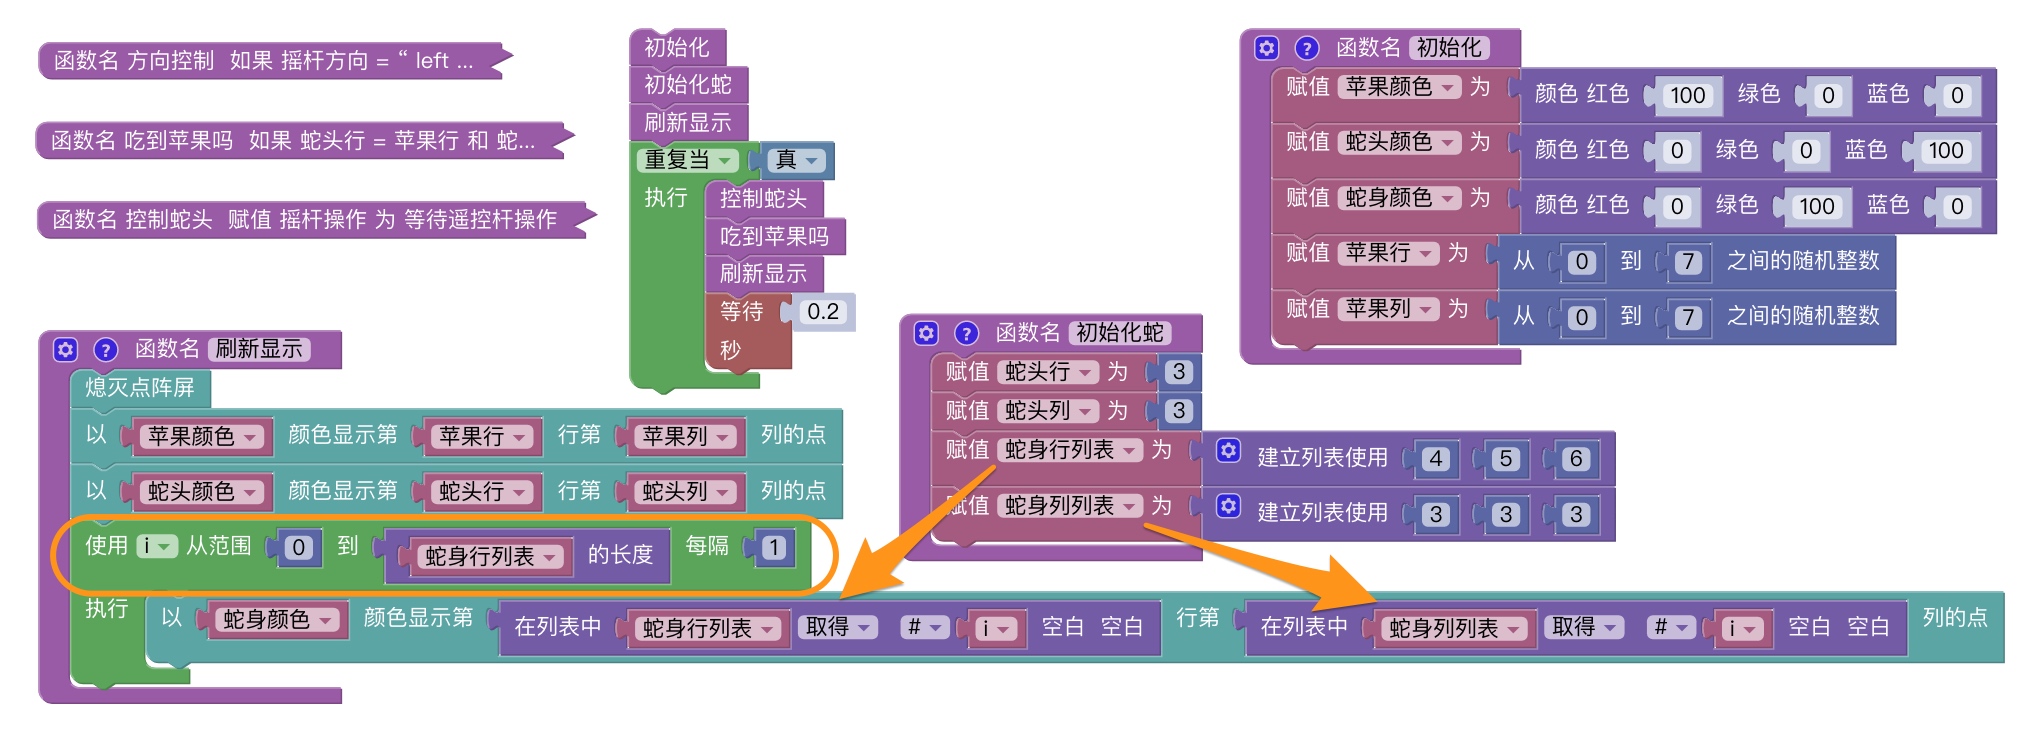 函数名 方向控制 如果 摇杆方向 = “ left ...
函数名 吃到苹果吗 如果 蛇头行 = 苹果行 和 蛇...
函数名 控制蛇头 赋值 摇杆操作 为 等待遥控杆操作
初始化
初始化蛇
刷新显示
重复当 真
执行
控制蛇头
吃到苹果吗
刷新显示
等待 0.2
秒
? 函数名 初始化
赋值 苹果颜色 为 颜色 红色 100 绿色 0 蓝色 0
赋值 蛇头颜色 为 颜色 红色 0 绿色 0 蓝色 100
赋值 蛇身颜色 为 颜色 红色 0 绿色 100 蓝色 0
赋值 苹果行 为 从 0 到 7 之间的随机整数
赋值 苹果列 为 从 0 到 7 之间的随机整数
? 函数名 初始化蛇
赋值 蛇头行 为 3
赋值 蛇头列 为 3
赋值 蛇身行列表 为 建立列表使用 4 5 6
赋值 蛇身列列表 为 建立列表使用 3 3 3
? 函数名 刷新显示
熄灭点阵屏
以 苹果颜色 颜色显示第 苹果行 行第 苹果列 列的点
以 蛇头颜色 颜色显示第 蛇头行 行第 蛇头列 列的点
使用 i 从范围 0 到 蛇身行列表 的长度 每隔 1
执行 以 蛇身颜色 颜色显示第 在列表中 蛇身行列表 取得 # i 空白 空白 行第 在列表中 蛇身列列表 取得 # i 空白 空白 列的点